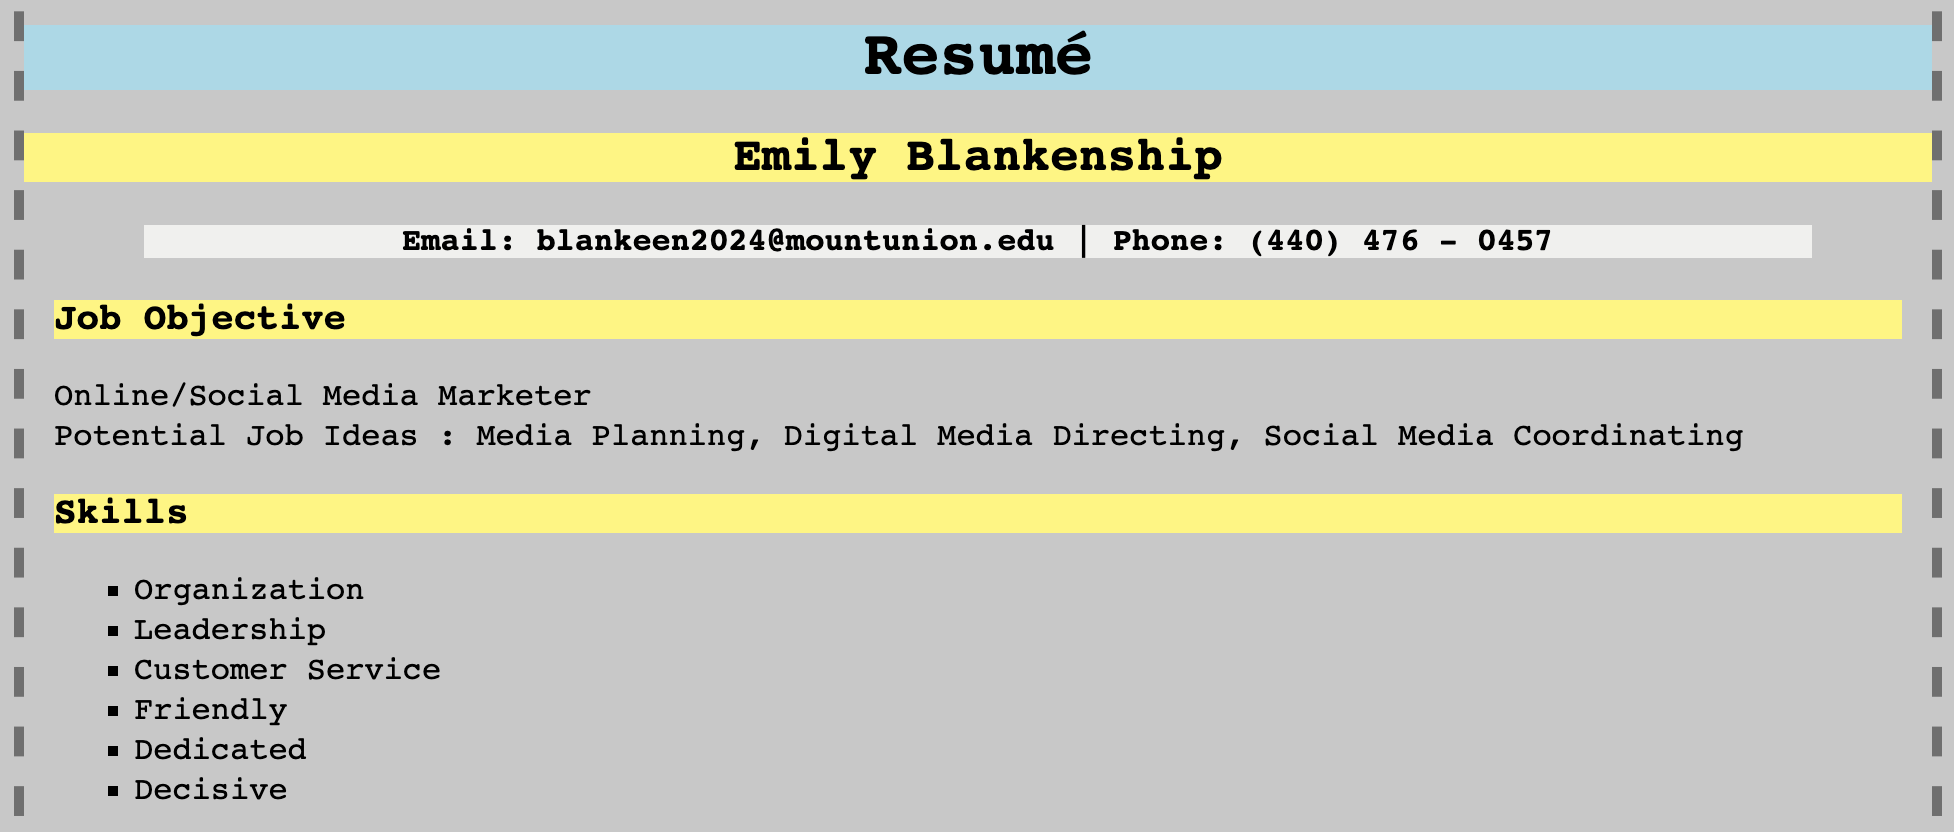 Resumé
Emily Blankenship
Email: blankeen2024@mountunion.edu | Phone: (440) 476 - 0457
Job Objective
Online/Social Media Marketer
Potential Job Ideas : Media Planning, Digital Media Directing, Social Media Coordinating
Skills
Organization
Leadership
Customer Service
Friendly
Dedicated
Decisive